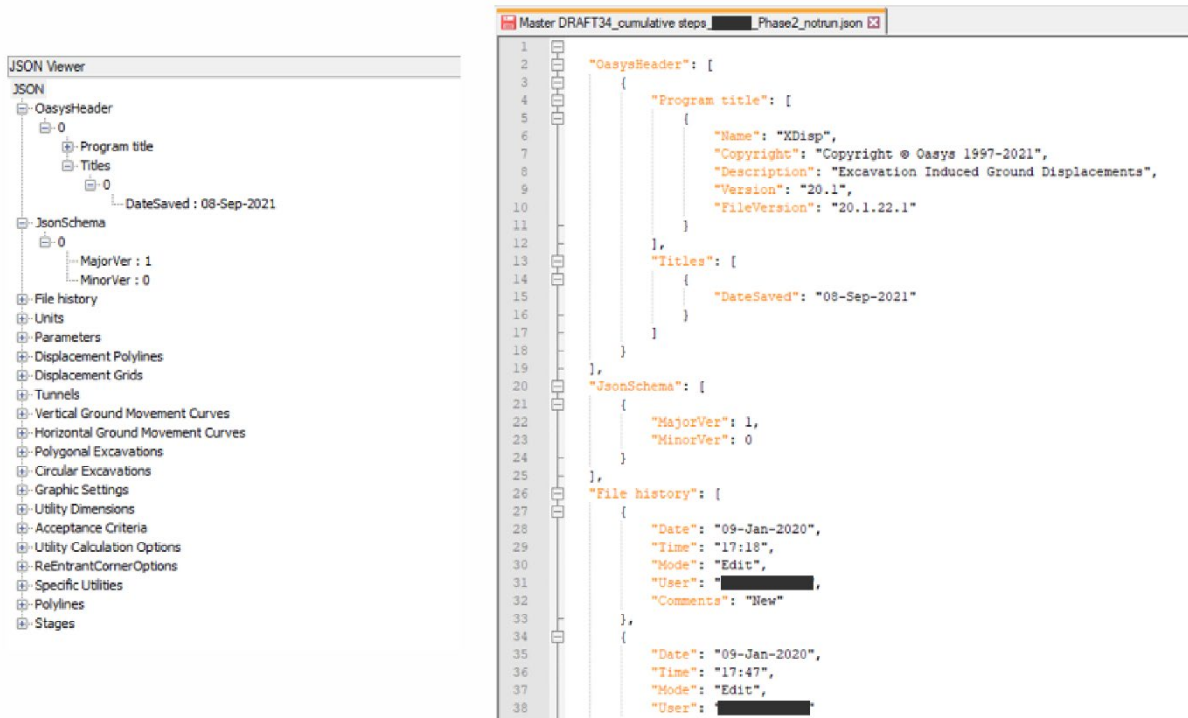 JSON Viewer
JSON
OasysHeader
0
Program title
Titles
0
DateSaved : 08-Sep-2021
JsonSchema
0
MajorVer : 1
MinorVer : 0
File history
Units
Parameters
Displacement Polylines
Displacement Grids
Tunnels
Vertical Ground Movement Curves
Horizontal Ground Movement Curves
Polygonal Excavations
Circular Excavations
Graphic Settings
Utility Dimensions
Acceptance Criteria
Utility Calculation Options
ReEntrantCornerOptions
Specific Utilities
Polylines
Stages
Master DRAFT34_cumulative steps_ _Phase2_notrun.json
1
2 "OasysHeader": [
3 {
4 "Program title": [
5 {
6 "Name": "XDisp",
7 "Copyright": "Copyright © Oasys 1997-2021",
8 "Description": "Excavation Induced Ground Displacements",
9 "Version": "20.1",
10 "FileVersion": "20.1.22.1"
11 }
12 ],
13 "Titles": [
14 {
15 "DateSaved": "08-Sep-2021"
16 }
17 ]
18 }
19 ],
20 "JsonSchema": [
21 {
22 "MajorVer": 1,
23 "MinorVer": 0
24 }
25 ],
26 "File history": [
27 {
28 "Date": "09-Jan-2020",
29 "Time": "17:18",
30 "Mode": "Edit",
31 "User": " ,
32 "Comments": "New"
33 },
34 {
35 "Date": "09-Jan-2020",
36 "Time": "17:47",
37 "Mode": "Edit",
38 "User": " "